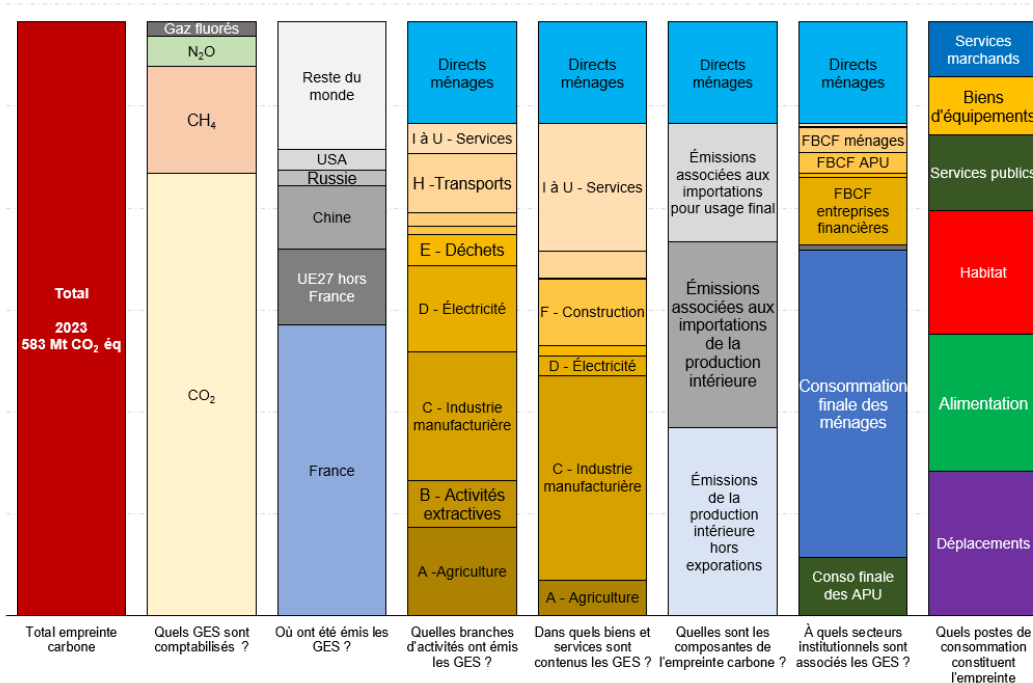 Total
2023
583 Mt CO₂ éq
Total empreinte
carbone
Gaz fluorés
N₂O
CH₄
CO₂
Quels GES sont
comptabilisés ?
Reste du
monde
USA
Russie
Chine
UE27 hors
France
France
Où ont été émis les
GES ?
Directs
ménages
I à U - Services
H -Transports
E - Déchets
D - Électricité
C - Industrie
manufacturière
B - Activités
extractives
A -Agriculture
Quelles branches
d'activités ont émis
les GES ?
Directs
ménages
I à U - Services
F - Construction
D - Électricité
C - Industrie
manufacturière
A - Agriculture
Dans quels biens et
services sont
contenus les GES ?
Directs
ménages
Émissions
associées aux
importations
pour usage final
Émissions
associées aux
importations
de la
production
intérieure
Émissions
de la
production
intérieure
hors
exporations
Quelles sont les
composantes de
l'empreinte carbone ?
Directs
ménages
FBCF ménages
FBCF APU
FBCF
entreprises
financières
Consommation
finale des
ménages
Conso finale
des APU
À quels secteurs
institutionnels sont
associés les GES ?
Services
marchands
Biens
d'équipements
Services publics
Habitat
Alimentation
Déplacements
Quels postes de
consommation
constituent
l'empreinte